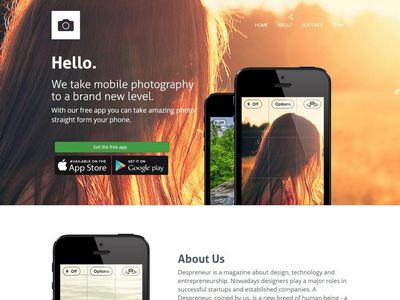 HOME ABOUT FEATURES TEAM
Hello.
We take mobile photography
to a brand new level.
With our free app you can take amazing photo
straight form your phone.
Get the free app
AVAILABLE ON THE
App Store
GET IT ON
Google play
Off Options
Off Options
Off Options
About Us
Despreneur is a magazine about design, technology and
entrepreneurship. Nowadays designers play a major roles in
successful startups and established companies. A
Despreneur, coined by us, is a new breed of human being - a